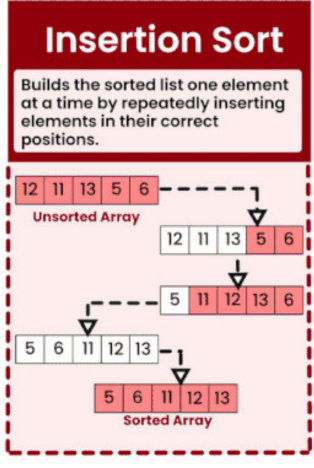 Insertion Sort
Builds the sorted list one element
at a time by repeatedly inserting
elements in their correct
positions.
12 11 13 5 6
Unsorted Array
12 11 13 5 6
5 11 12 13 6
5 6 11 12 13
5 6 11 12 13
Sorted Array